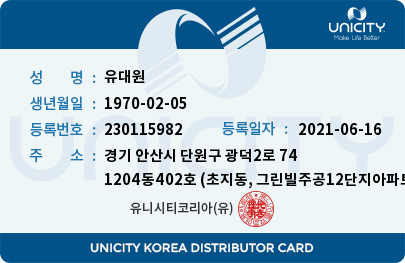 UNICITY
Make Life Better
성 명 : 유대원
생년월일 : 1970-02-05
등록번호 : 230115982 등록일자 : 2021-06-16
UNICITY
주 소 : 경기 안산시 단원구 광덕2로 74
1204동402호 (초지동, 그린빌주공12단지아파트
유니시티코리아(유)
UNICITY KOREA DISTRIBUTOR CARD